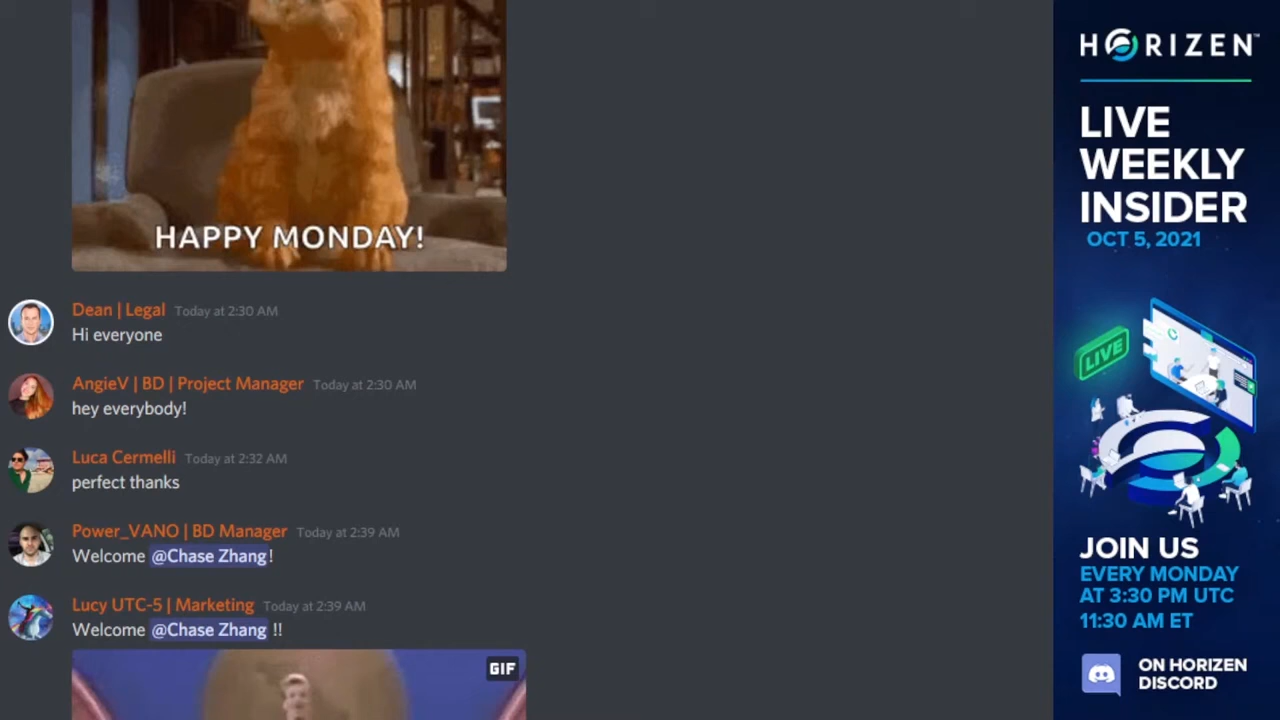 HAPPY MONDAY!
Dean | Legal Today at 2:30 AM
Hi everyone
AngieV | BD | Project Manager Today at 2:30 AM
hey everybody!
Luca Cermelli Today at 2:32 AM
perfect thanks
Power_VANO | BD Manager Today at 2:39 AM
Welcome @Chase Zhang!
Lucy UTC-5 | Marketing Today at 2:39 AM
Welcome @Chase Zhang !!
GIF
HORIZEN™
LIVE
WEEKLY
INSIDER
OCT 5, 2021
LIVE
JOIN US
EVERY MONDAY
AT 3:30 PM UTC
11:30 AM ET
ON HORIZEN
DISCORD